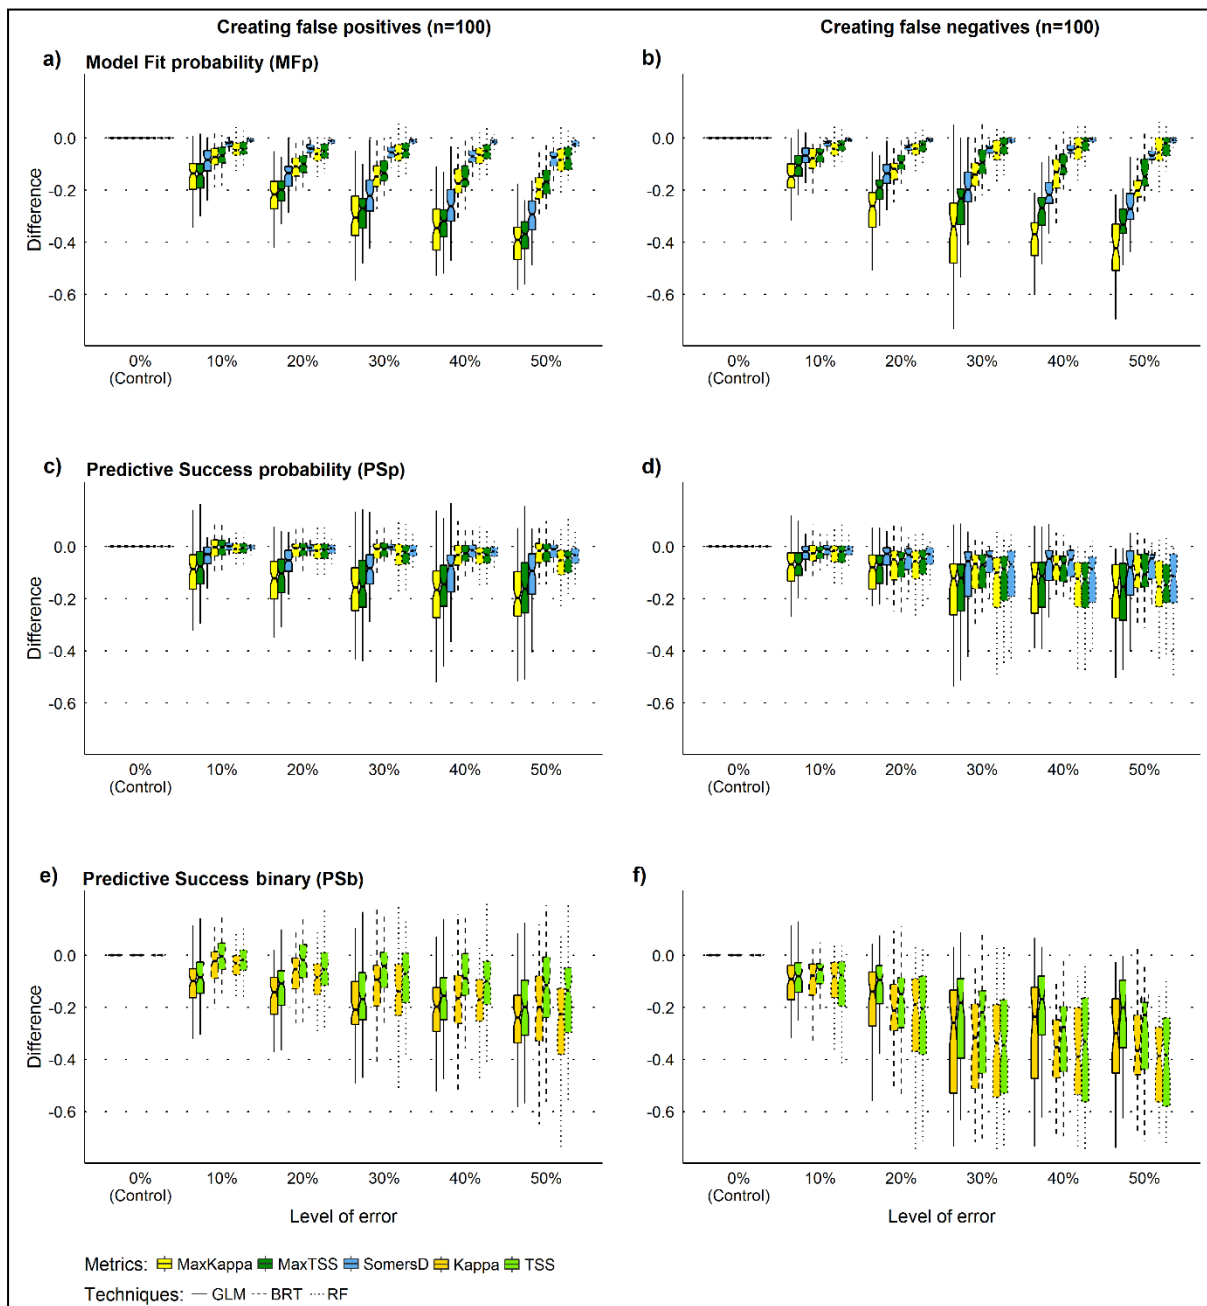 Creating false positives (n=100)
Creating false negatives (n=100)
a) Model Fit probability (MFp)
b)
0.0
-0.2
-0.4
-0.6
Difference
0% (Control)
10%
20%
30%
40%
50%
0.0
-0.2
-0.4
-0.6
0% (Control)
10%
20%
30%
40%
50%
c) Predictive Success probability (PSp)
d)
0.0
-0.2
-0.4
-0.6
Difference
0% (Control)
10%
20%
30%
40%
50%
0.0
-0.2
-0.4
-0.6
0% (Control)
10%
20%
30%
40%
50%
e) Predictive Success binary (PSb)
f)
0.0
-0.2
-0.4
-0.6
Difference
0% (Control)
10%
20%
30%
40%
50%
Level of error
0.0
-0.2
-0.4
-0.6
0% (Control)
10%
20%
30%
40%
50%
Level of error
Metrics: MaxKappa MaxTSS SomersD Kappa TSS
Techniques: GLM BRT RF